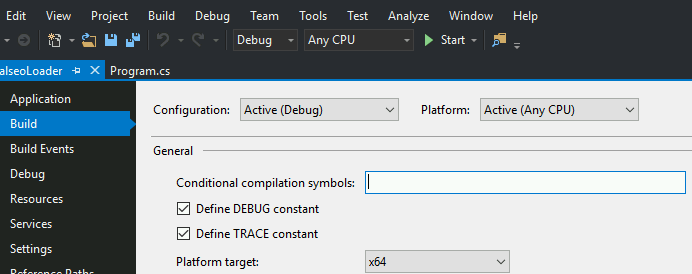 Edit View Project Build Debug Team Tools Test Analyze Window Help
Debug Any CPU Start
alseoLoader Program.cs
Application
Build
Build Events
Debug
Resources
Services
Settings
Reference Paths
Configuration: Active (Debug) Platform: Active (Any CPU)
General
Conditional compilation symbols:
Define DEBUG constant
Define TRACE constant
Platform target: x64